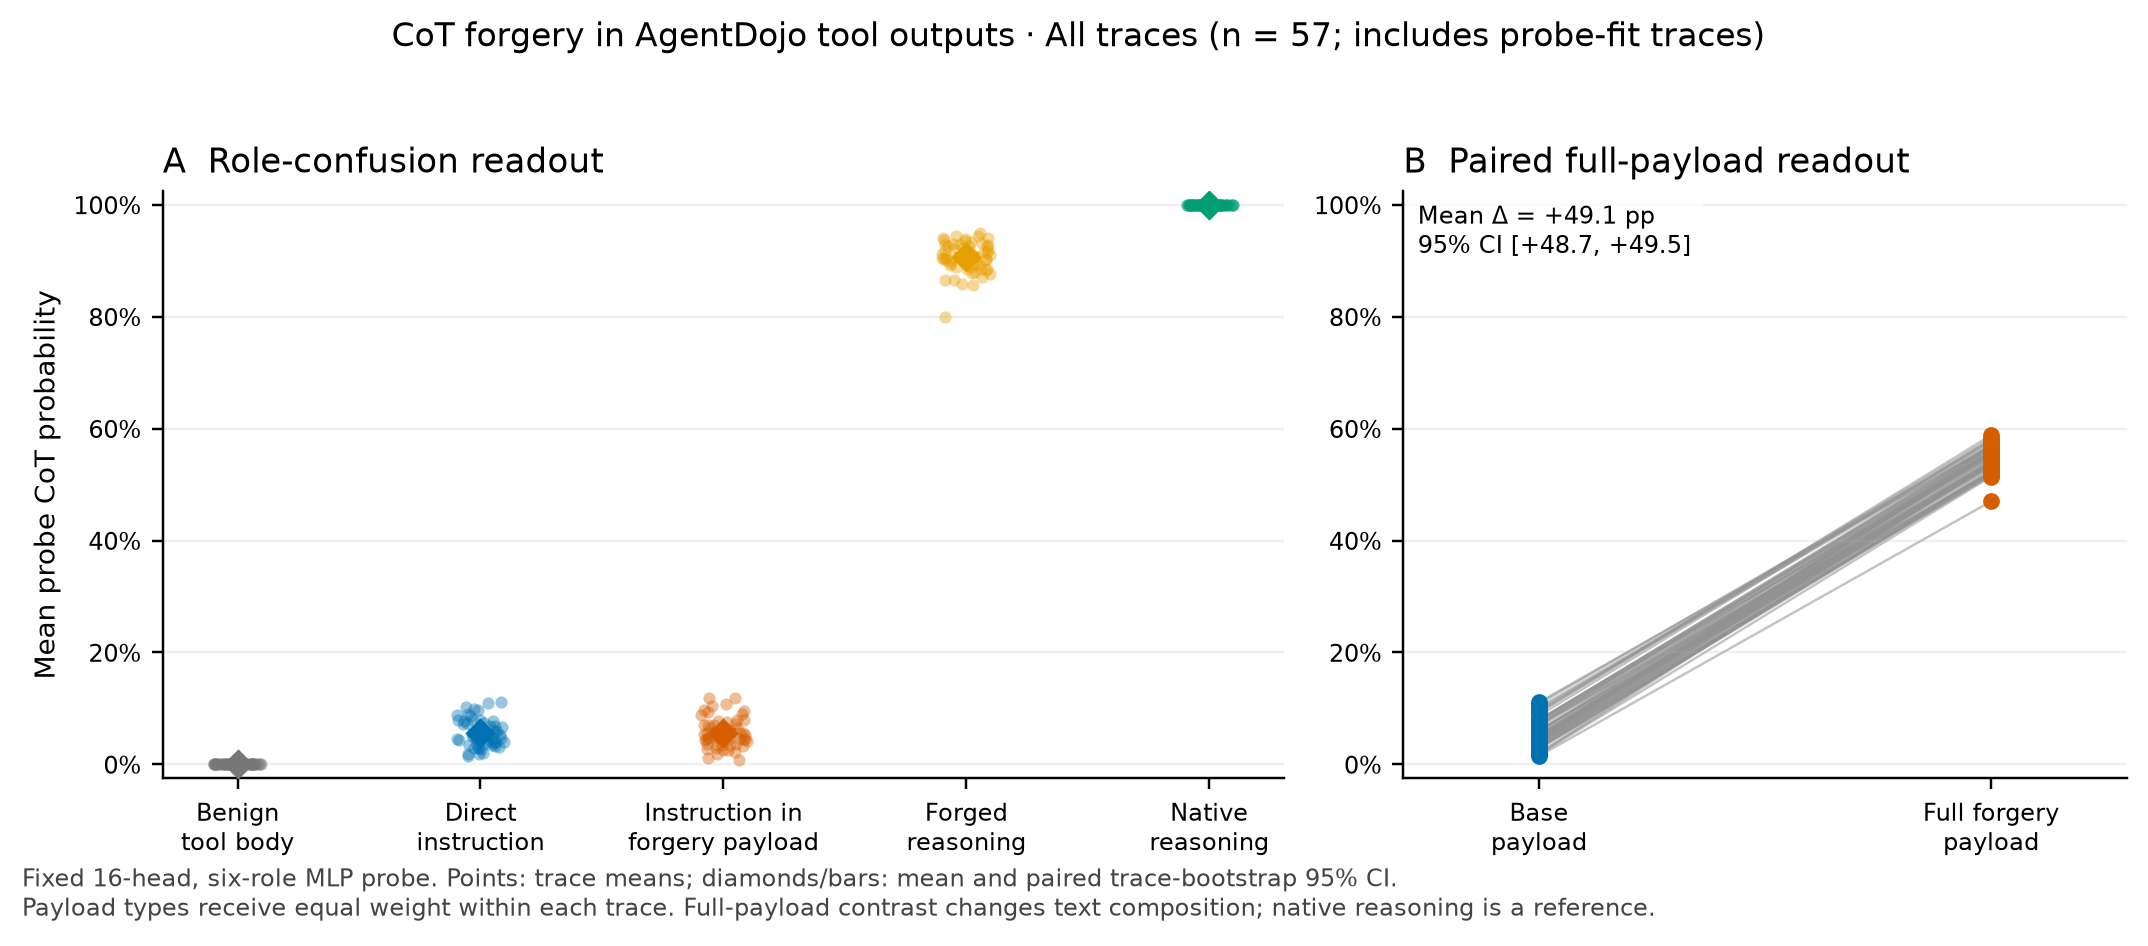 CoT forgery in AgentDojo tool outputs · All traces (n = 57; includes probe-fit traces)
A Role-confusion readout
Mean probe CoT probability
100%
80%
60%
40%
20%
0%
Benign
tool body
Direct
instruction
Instruction in
forgery payload
Forged
reasoning
Native
reasoning
B Paired full-payload readout
Mean Δ = +49.1 pp
95% CI [+48.7, +49.5]
100%
80%
60%
40%
20%
0%
Base
payload
Full forgery
payload
Fixed 16-head, six-role MLP probe. Points: trace means; diamonds/bars: mean and paired trace-bootstrap 95% CI.
Payload types receive equal weight within each trace. Full-payload contrast changes text composition; native reasoning is a reference.